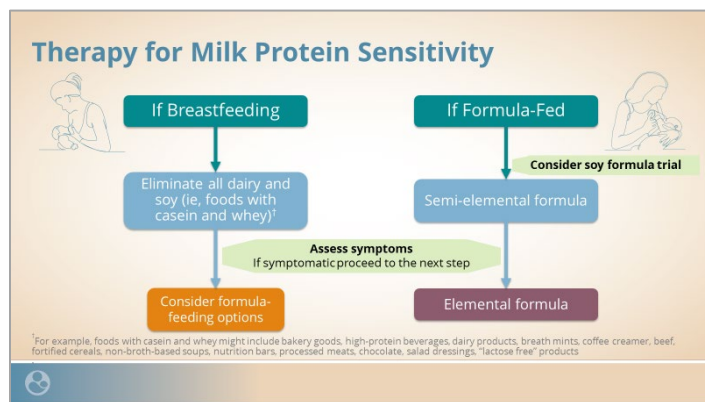 Therapy for Milk Protein Sensitivity
If Breastfeeding
Eliminate all dairy and
soy (ie, foods with
casein and whey)†
Consider formula-
feeding options
If Formula-Fed
Consider soy formula trial
Semi-elemental formula
Assess symptoms
If symptomatic proceed to the next step
Elemental formula
†For example, foods with casein and whey might include bakery goods, high-protein beverages, dairy products, breath mints, coffee creamer, beef,
fortified cereals, non-broth-based soups, nutrition bars, processed meats, chocolate, salad dressings, "lactose free" products